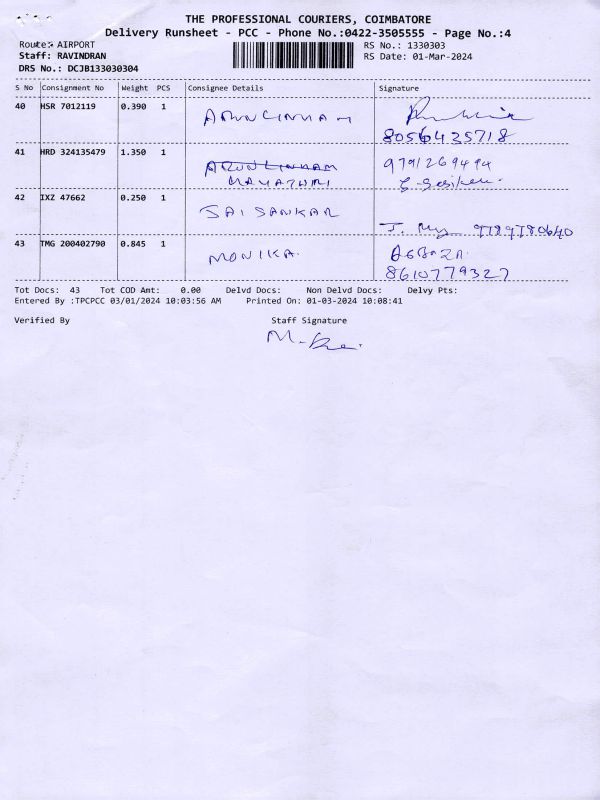 THE PROFESSIONAL COURIERS, COIMBATORE
Delivery Runsheet - PCC - Phone No.:0422-3505555 - Page No.:4
Route: AIRPORT RS No.: 1330303
Staff: RAVINDRAN RS Date: 01-Mar-2024
DRS No.: DCJB133030304
S No Consignment No Weight PCS Consignee Details Signature
40 HSR 7012119 0.390 1
8056435718
41 HRD 324135479 1.350 1 9791269494
42 IXZ 47662 0.250 1 JAI SANKAR
9789780640
43 TMG 200402790 0.845 1 MONIKA.
8610779327
Tot Docs: 43 Tot COD Amt: 0.00 Delvd Docs: Non Delvd Docs: Delvy Pts:
Entered By :TPCPCC 03/01/2024 10:03:56 AM Printed On: 01-03-2024 10:08:41
Verified By Staff Signature